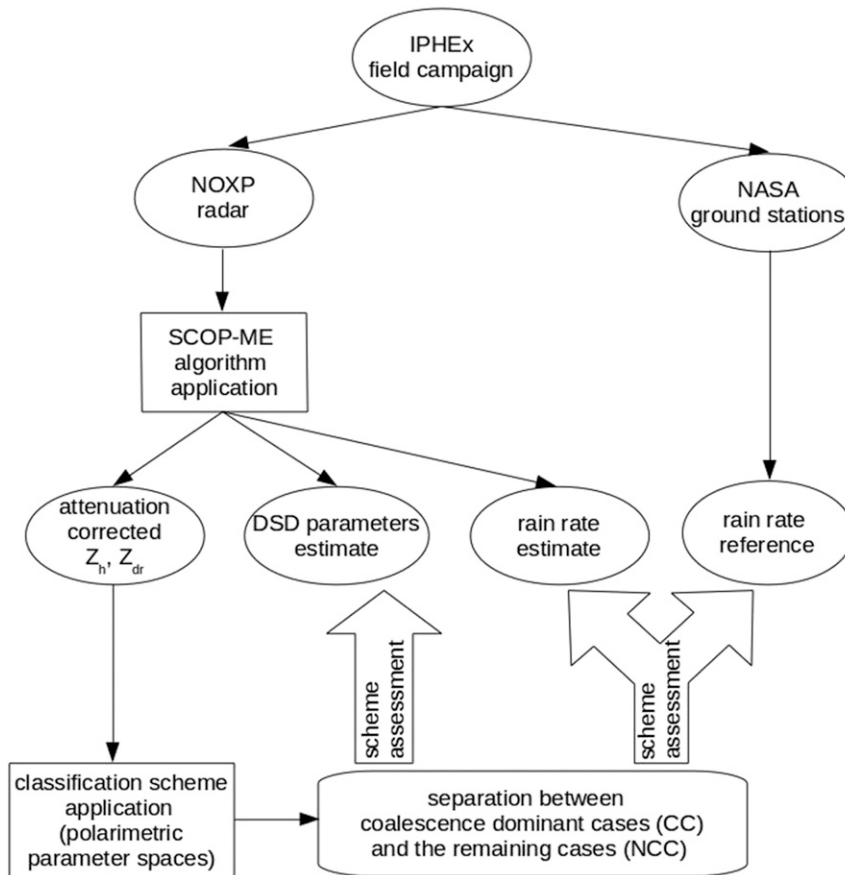 IPHEx
field campaign
NOXP
radar
NASA
ground stations
SCOP-ME
algorithm
application
attenuation
corrected
Zh, Zdr
DSD parameters
estimate
rain rate
estimate
rain rate
reference
scheme
assessment
scheme
assessment
classification scheme
application
(polarimetric
parameter spaces)
separation between
coalescence dominant cases (CC)
and the remaining cases (NCC)